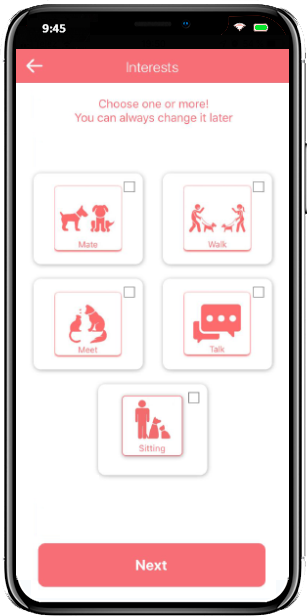 9:45
Interests
Choose one or more!
You can always change it later
Mate
Walk
Meet
Talk
Sitting
Next